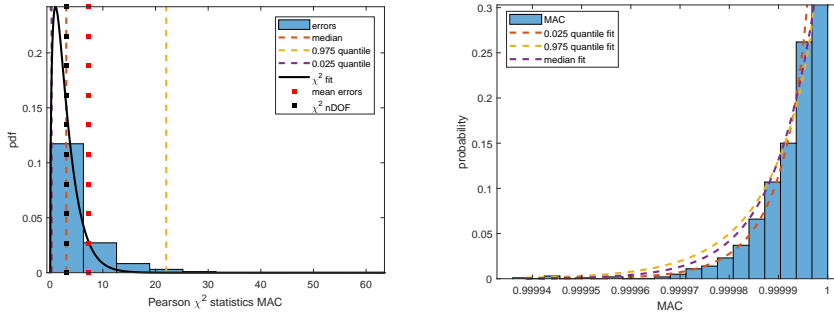 errors
median
0.975 quantile
0.025 quantile
χ² fit
mean errors
χ² nDOF
pdf
0.2
0.15
0.1
0.05
0
0 10 20 30 40 50 60
Pearson χ² statistics MAC
MAC
0.025 quantile fit
0.975 quantile fit
median fit
probability
0.3
0.25
0.2
0.15
0.1
0.05
0
0.99994 0.99995 0.99996 0.99997 0.99998 0.99999 1
MAC